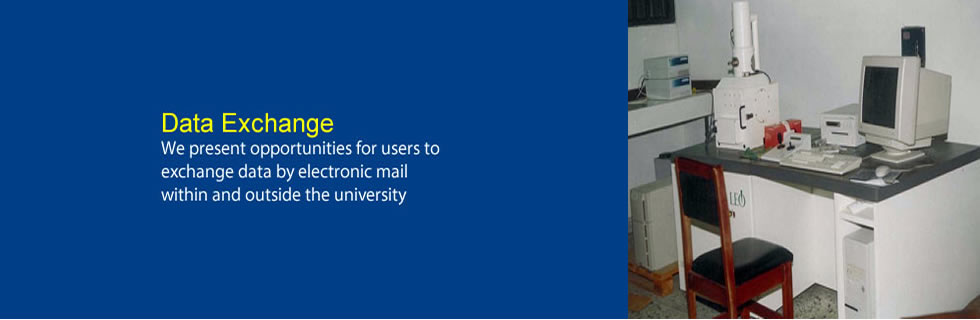 Data Exchange
We present opportunities for users to
exchange data by electronic mail
within and outside the university
LEO